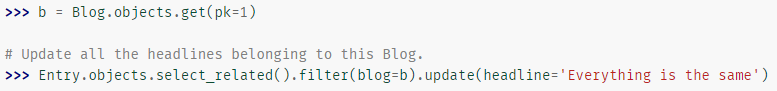 >>> b = Blog.objects.get(pk=1)
# Update all the headlines belonging to this Blog.
>>> Entry.objects.select_related().filter(blog=b).update(headline='Everything is the same')